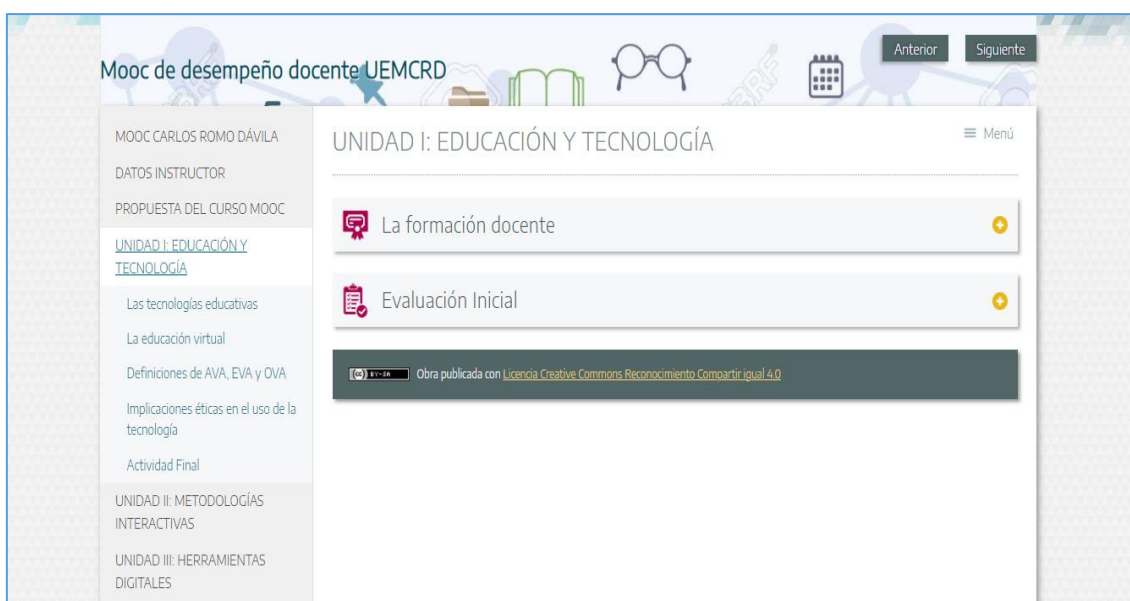 Mooc de desempeño docente UEMCRD
Anterior
Siguiente
MOOC CARLOS ROMO DÁVILA
DATOS INSTRUCTOR
PROPUESTA DEL CURSO MOOC
UNIDAD I: EDUCACIÓN Y
TECNOLOGÍA
Las tecnologías educativas
La educación virtual
Definiciones de AVA, EVA y OVA
Implicaciones éticas en el uso de la
tecnología
Actividad Final
UNIDAD II: METODOLOGÍAS
INTERACTIVAS
UNIDAD III: HERRAMIENTAS
DIGITALES
UNIDAD I: EDUCACIÓN Y TECNOLOGÍA
Menú
La formación docente
Evaluación Inicial
(cc) BY-SA Obra publicada con Licencia Creative Commons Reconocimiento Compartir igual 4.0